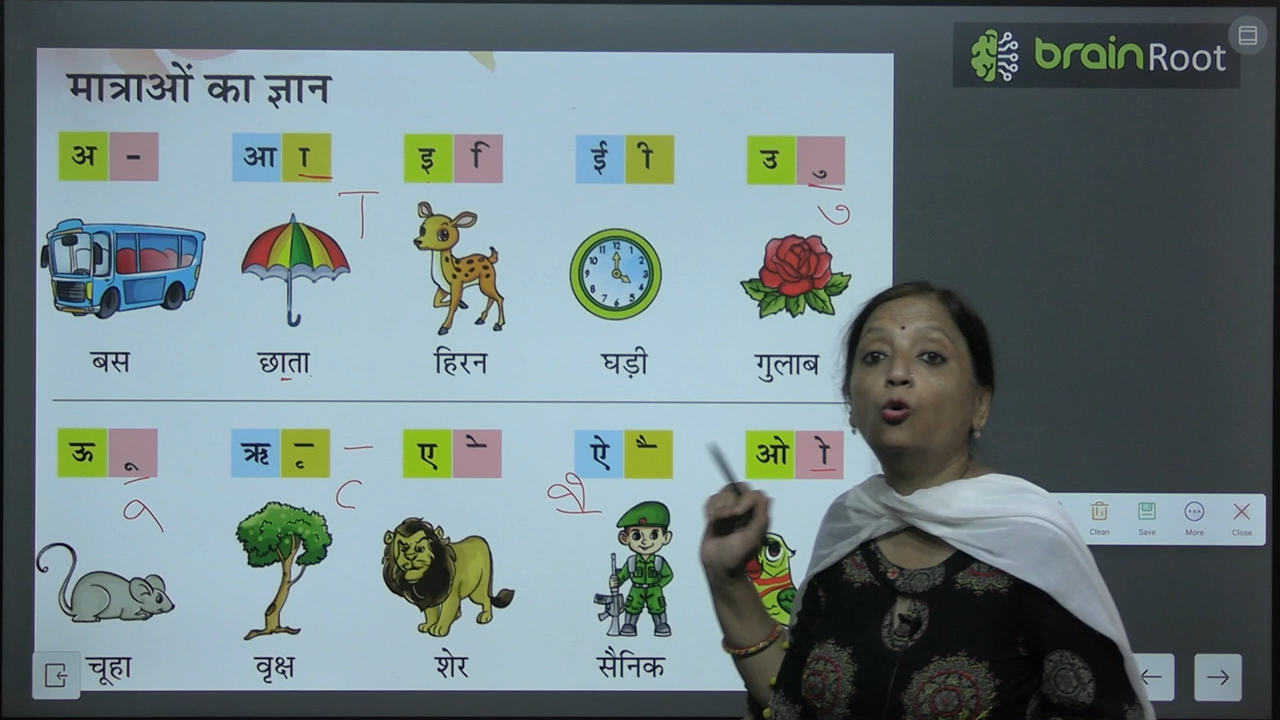 brainRoot
मात्राओं का ज्ञान
अ - आ ा इ ि ई ी उ ु
बस छाता हिरन घड़ी गुलाब
ऊ ू ऋ ृ ए े ऐ ै ओ ो
चूहा वृक्ष शेर सैनिक
Clean Save More Close